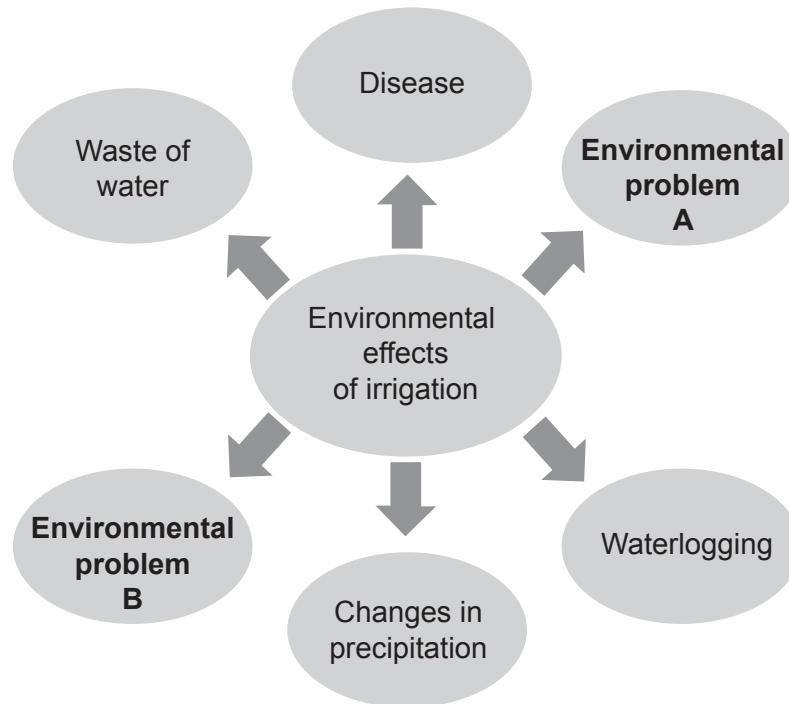 Disease
Waste of
water
Environmental
problem
A
Environmental
effects
of irrigation
Environmental
problem
B
Waterlogging
Changes in
precipitation